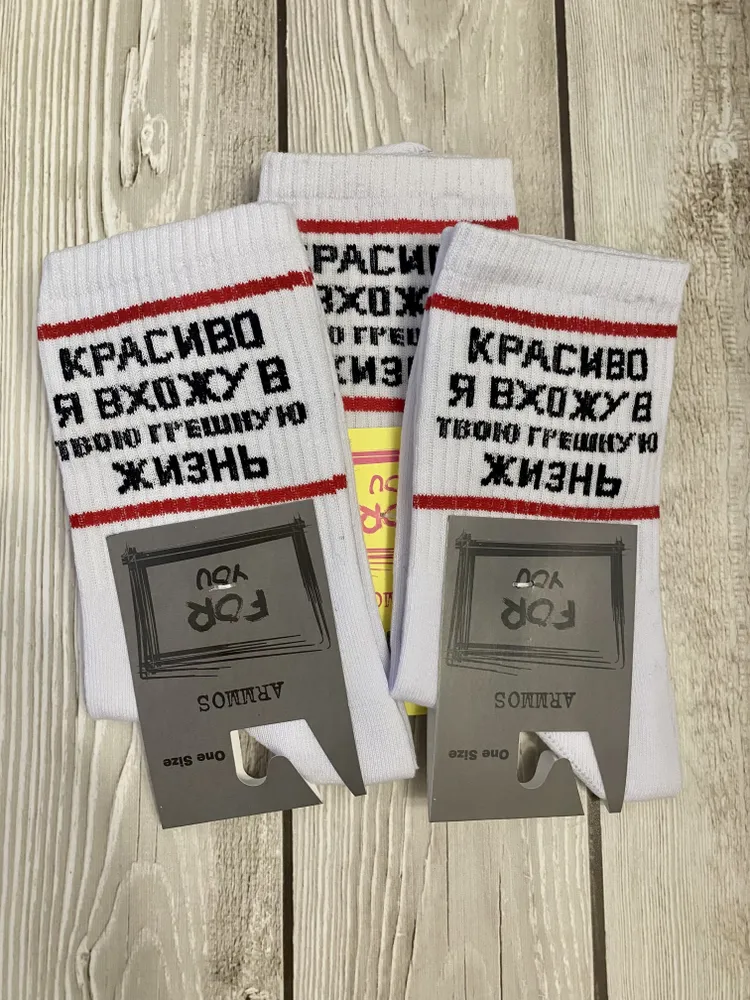 КРАСИВО
Я ВХОЖУ В
ТВОЮ ГРЕШНУЮ
ЖИЗНЬ
FOR
YOU
ARMMOS
One Size
КРАСИВО
Я ВХОЖУ В
ТВОЮ ГРЕШНУЮ
ЖИЗНЬ
FOR
YOU
ARMMOS
One Size